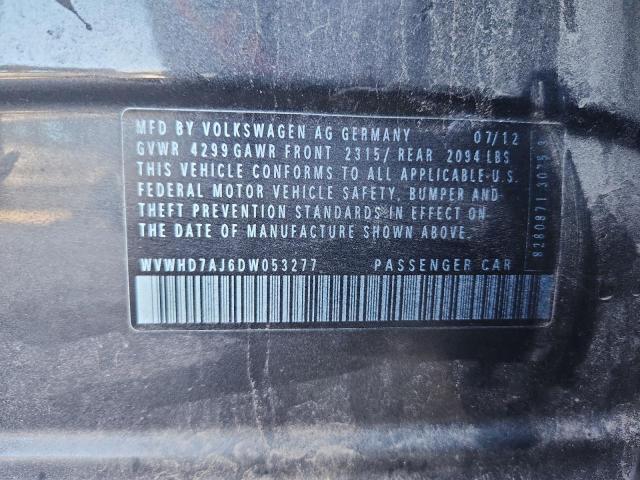 MFD BY VOLKSWAGEN AG GERMANY 07/12
GVWR 4299 GAWR FRONT 2315/ REAR 2094 LBS
THIS VEHICLE CONFORMS TO ALL APPLICABLE-U.S.
FEDERAL MOTOR VEHICLE SAFETY, BUMPER AND
THEFT PREVENTION STANDARDS IN EFFECT ON
THE DATE OF MANUFACTURE SHOWN ABOVE.
WVWHD7AJ6DW053277 PASSENGER CAR